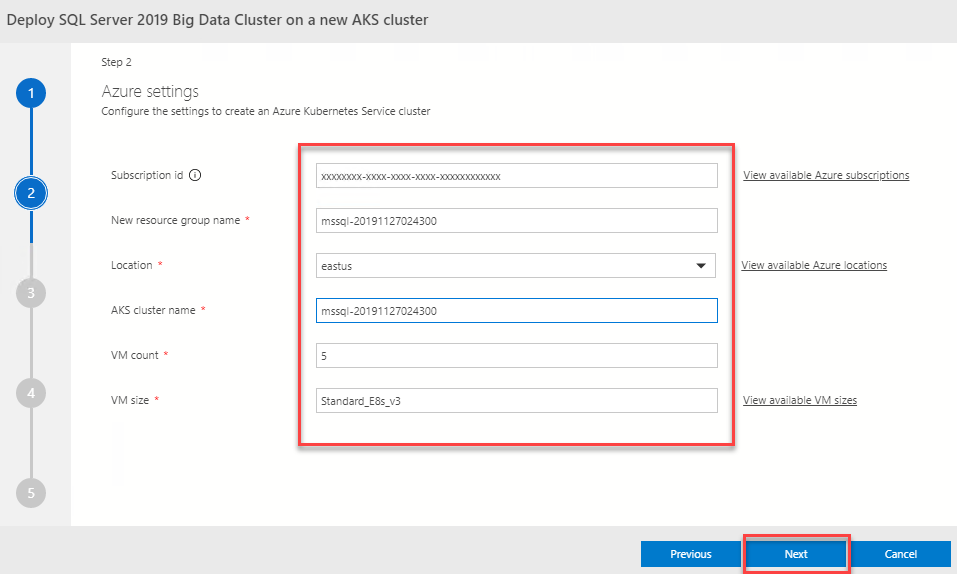 Deploy SQL Server 2019 Big Data Cluster on a new AKS cluster
1
2
3
4
5
Step 2
Azure settings
Configure the settings to create an Azure Kubernetes Service cluster
Subscription id xxxxxxxx-xxxx-xxxx-xxxx-xxxxxxxxxxxx View available Azure subscriptions
New resource group name * mssql-20191127024300
Location * eastus View available Azure locations
AKS cluster name * mssql-20191127024300
VM count * 5
VM size * Standard_E8s_v3 View available VM sizes
Previous Next Cancel